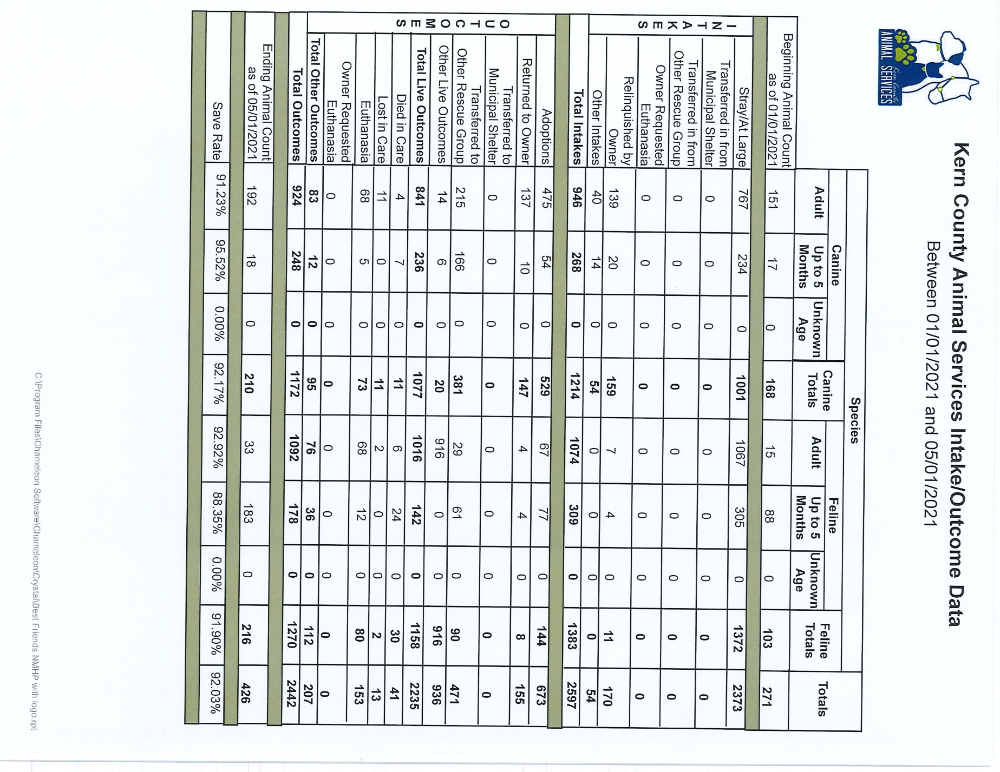 Kern County
ANIMAL SERVICES
Kern County Animal Services Intake/Outcome Data
Between 01/01/2021 and 05/01/2021
Species
Canine Canine Totals Feline Feline Totals Totals
Adult Up to 5 Months Unknown Age Adult Up to 5 Months Unknown Age
Beginning Animal Count as of 01/01/2021 151 17 0 168 15 88 0 103 271
INTAKES
Stray/At Large 767 234 0 1001 1067 305 0 1372 2373
Transferred in from Municipal Shelter 0 0 0 0 0 0 0 0 0
Transferred in from Other Rescue Group 0 0 0 0 0 0 0 0 0
Owner Requested Euthanasia 0 0 0 0 0 0 0 0 0
Relinquished by Owner 139 20 0 159 7 4 0 11 170
Other Intakes 40 14 0 54 0 0 0 0 54
Total Intakes 946 268 0 1214 1074 309 0 1383 2597
OUTCOMES
Adoptions 475 54 0 529 67 77 0 144 673
Returned to Owner 137 10 0 147 4 4 0 8 155
Transferred to Municipal Shelter 0 0 0 0 0 0 0 0 0
Transferred to Other Rescue Group 215 166 0 381 29 61 0 90 471
Other Live Outcomes 14 6 0 20 916 0 0 916 936
Total Live Outcomes 841 236 0 1077 1016 142 0 1158 2235
Died in Care 4 7 0 11 6 24 0 30 41
Lost in Care 11 0 0 11 2 0 0 2 13
Euthanasia 68 5 0 73 68 12 0 80 153
Owner Requested Euthanasia 0 0 0 0 0 0 0 0 0
Total Other Outcomes 83 12 0 95 76 36 0 112 207
Total Outcomes 924 248 0 1172 1092 178 0 1270 2442
Ending Animal Count as of 05/01/2021 192 18 0 210 33 183 0 216 426
Save Rate 91.23% 95.52% 0.00% 92.17% 92.92% 88.35% 0.00% 91.90% 92.03%
C:\Program Files\Chameleon Software\Chameleon\Crystal\Best Friends NMHP with logo.rpt